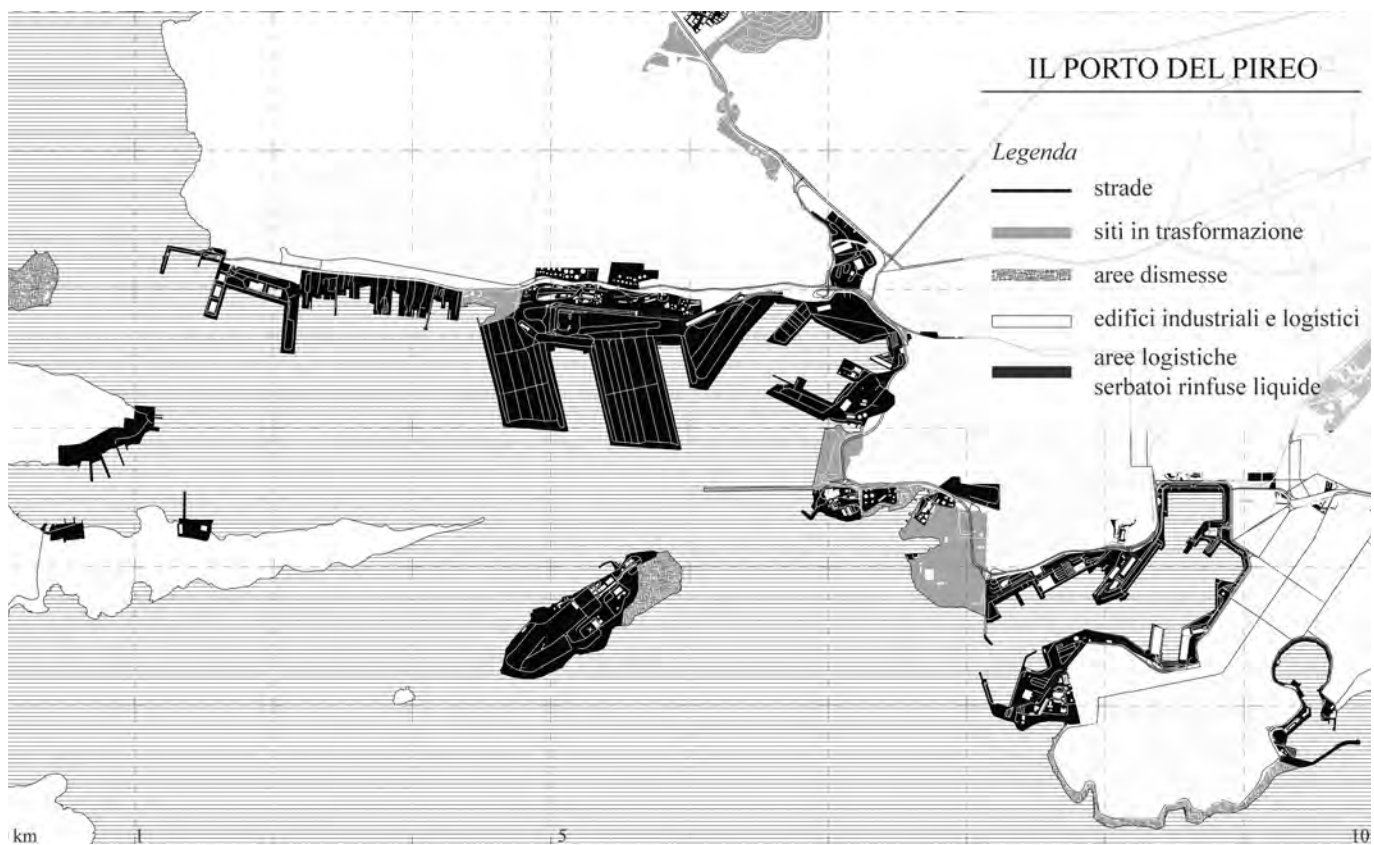 IL PORTO DEL PIREO
Legenda
strade
siti in trasformazione
aree dismesse
edifici industriali e logistici
aree logistiche
serbatoi rinfuse liquide
km 1 5 10